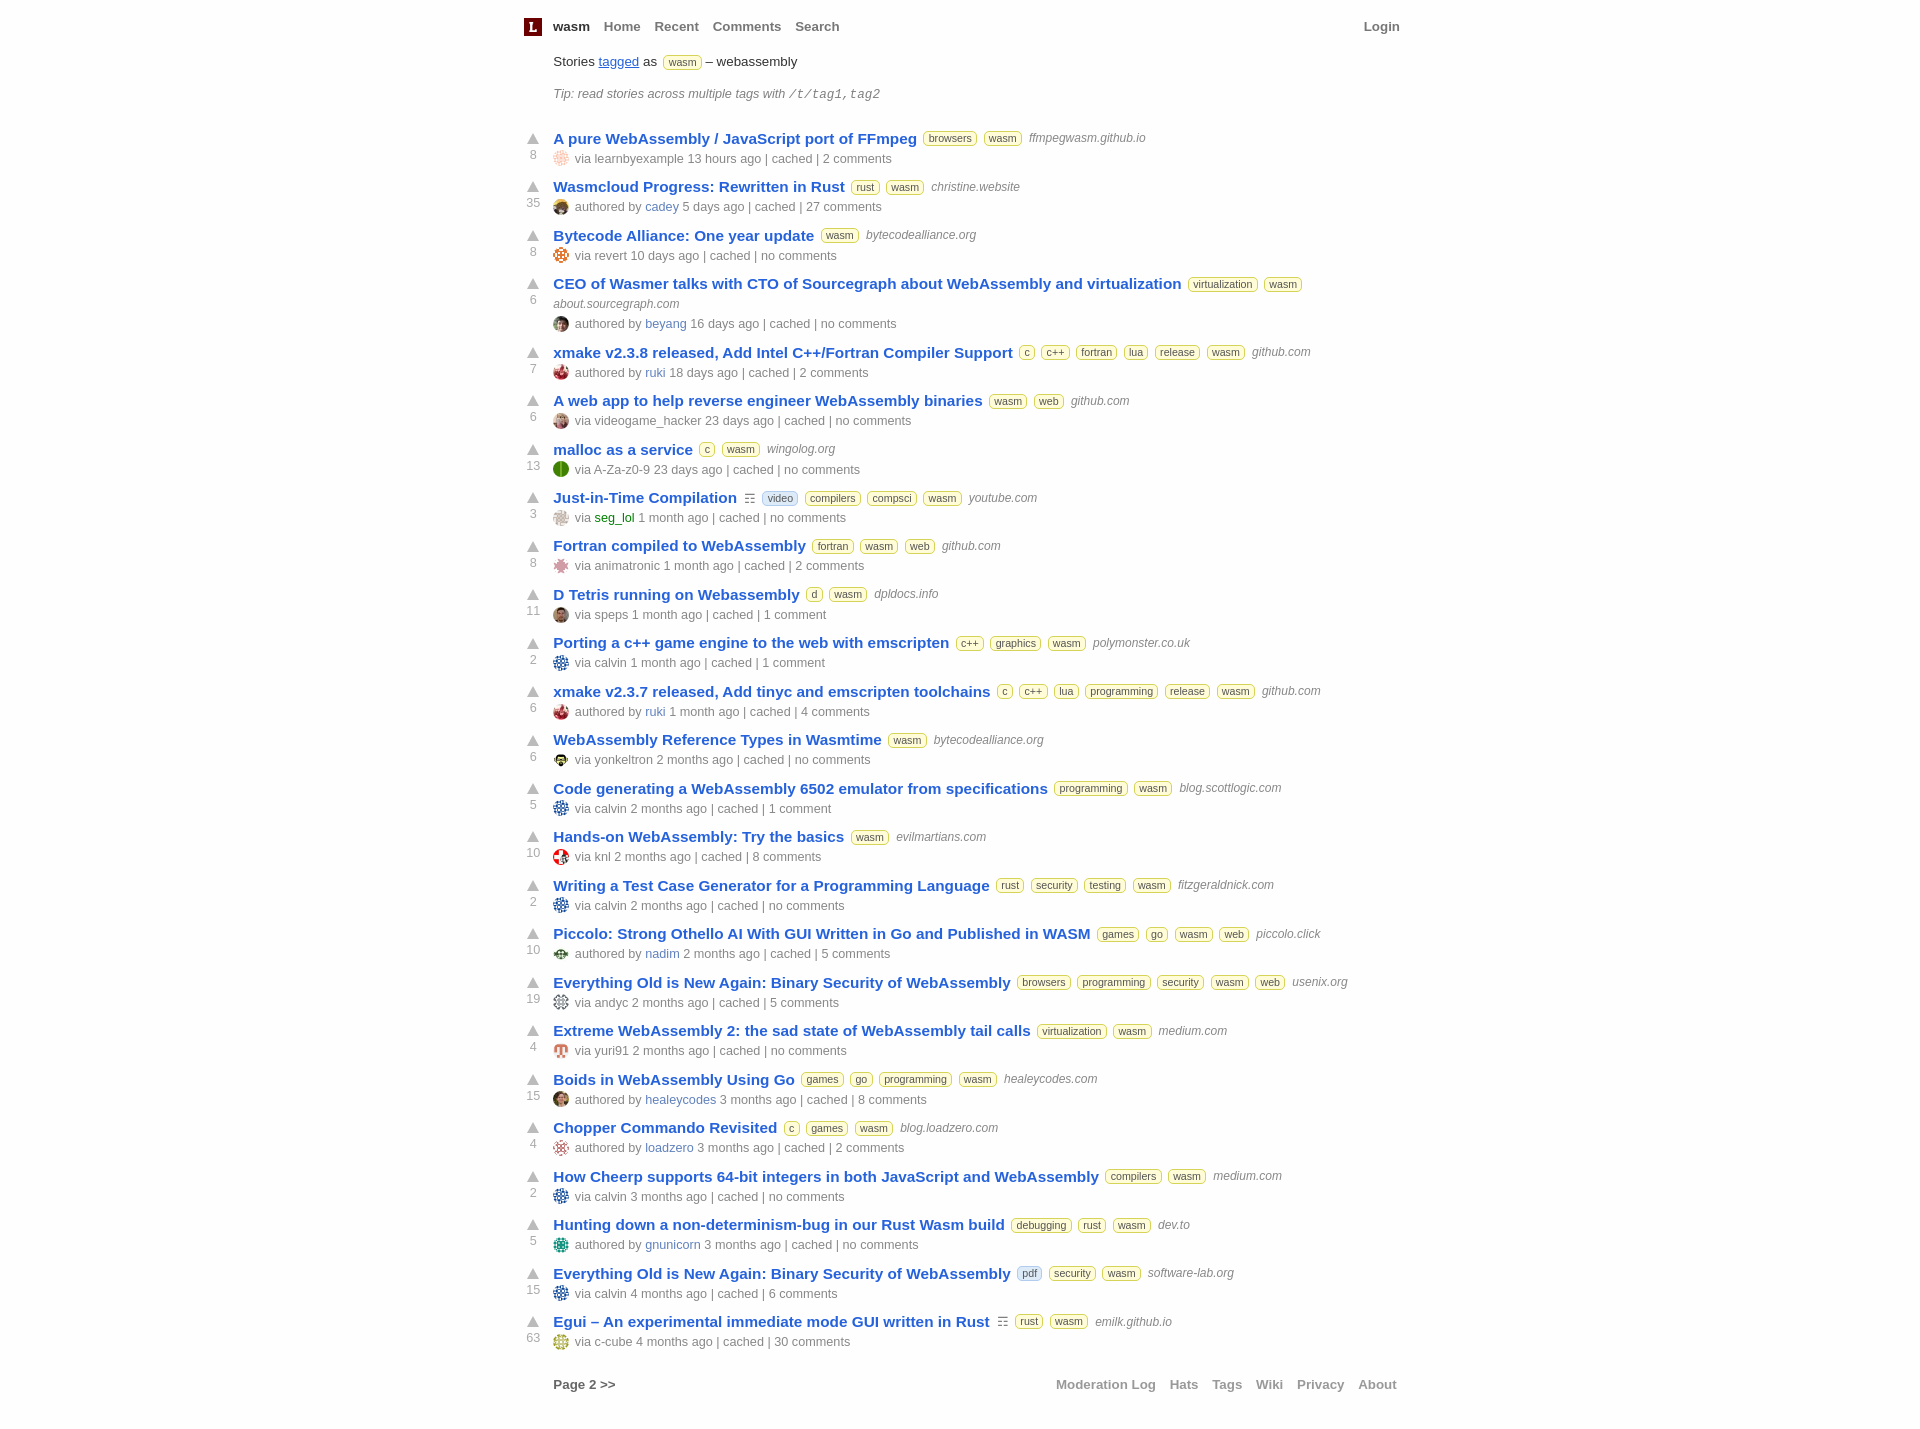 L wasm Home Recent Comments Search Login
Stories tagged as wasm – webassembly
Tip: read stories across multiple tags with /t/tag1,tag2
A pure WebAssembly / JavaScript port of FFmpeg browsers wasm ffmpegwasm.github.io
8 via learnbyexample 13 hours ago | cached | 2 comments
Wasmcloud Progress: Rewritten in Rust rust wasm christine.website
35 authored by cadey 5 days ago | cached | 27 comments
Bytecode Alliance: One year update wasm bytecodealliance.org
8 via revert 10 days ago | cached | no comments
CEO of Wasmer talks with CTO of Sourcegraph about WebAssembly and virtualization virtualization wasm
6 about.sourcegraph.com
authored by beyang 16 days ago | cached | no comments
xmake v2.3.8 released, Add Intel C++/Fortran Compiler Support c c++ fortran lua release wasm github.com
7 authored by ruki 18 days ago | cached | 2 comments
A web app to help reverse engineer WebAssembly binaries wasm web github.com
6 via videogame_hacker 23 days ago | cached | no comments
malloc as a service c wasm wingolog.org
13 via A-Za-z0-9 23 days ago | cached | no comments
Just-in-Time Compilation ☶ video compilers compsci wasm youtube.com
3 via seg_lol 1 month ago | cached | no comments
Fortran compiled to WebAssembly fortran wasm web github.com
8 via animatronic 1 month ago | cached | 2 comments
D Tetris running on Webassembly d wasm dpldocs.info
11 via speps 1 month ago | cached | 1 comment
Porting a c++ game engine to the web with emscripten c++ graphics wasm polymonster.co.uk
2 via calvin 1 month ago | cached | 1 comment
xmake v2.3.7 released, Add tinyc and emscripten toolchains c c++ lua programming release wasm github.com
6 authored by ruki 1 month ago | cached | 4 comments
WebAssembly Reference Types in Wasmtime wasm bytecodealliance.org
6 via yonkeltron 2 months ago | cached | no comments
Code generating a WebAssembly 6502 emulator from specifications programming wasm blog.scottlogic.com
5 via calvin 2 months ago | cached | 1 comment
Hands-on WebAssembly: Try the basics wasm evilmartians.com
10 via knl 2 months ago | cached | 8 comments
Writing a Test Case Generator for a Programming Language rust security testing wasm fitzgeraldnick.com
2 via calvin 2 months ago | cached | no comments
Piccolo: Strong Othello AI With GUI Written in Go and Published in WASM games go wasm web piccolo.click
10 authored by nadim 2 months ago | cached | 5 comments
Everything Old is New Again: Binary Security of WebAssembly browsers programming security wasm web usenix.org
19 via andyc 2 months ago | cached | 5 comments
Extreme WebAssembly 2: the sad state of WebAssembly tail calls virtualization wasm medium.com
4 via yuri91 2 months ago | cached | no comments
Boids in WebAssembly Using Go games go programming wasm healeycodes.com
15 authored by healeycodes 3 months ago | cached | 8 comments
Chopper Commando Revisited c games wasm blog.loadzero.com
4 authored by loadzero 3 months ago | cached | 2 comments
How Cheerp supports 64-bit integers in both JavaScript and WebAssembly compilers wasm medium.com
2 via calvin 3 months ago | cached | no comments
Hunting down a non-determinism-bug in our Rust Wasm build debugging rust wasm dev.to
5 authored by gnunicorn 3 months ago | cached | no comments
Everything Old is New Again: Binary Security of WebAssembly pdf security wasm software-lab.org
15 via calvin 4 months ago | cached | 6 comments
Egui – An experimental immediate mode GUI written in Rust ☶ rust wasm emilk.github.io
63 via c-cube 4 months ago | cached | 30 comments
Page 2 >> Moderation Log Hats Tags Wiki Privacy About